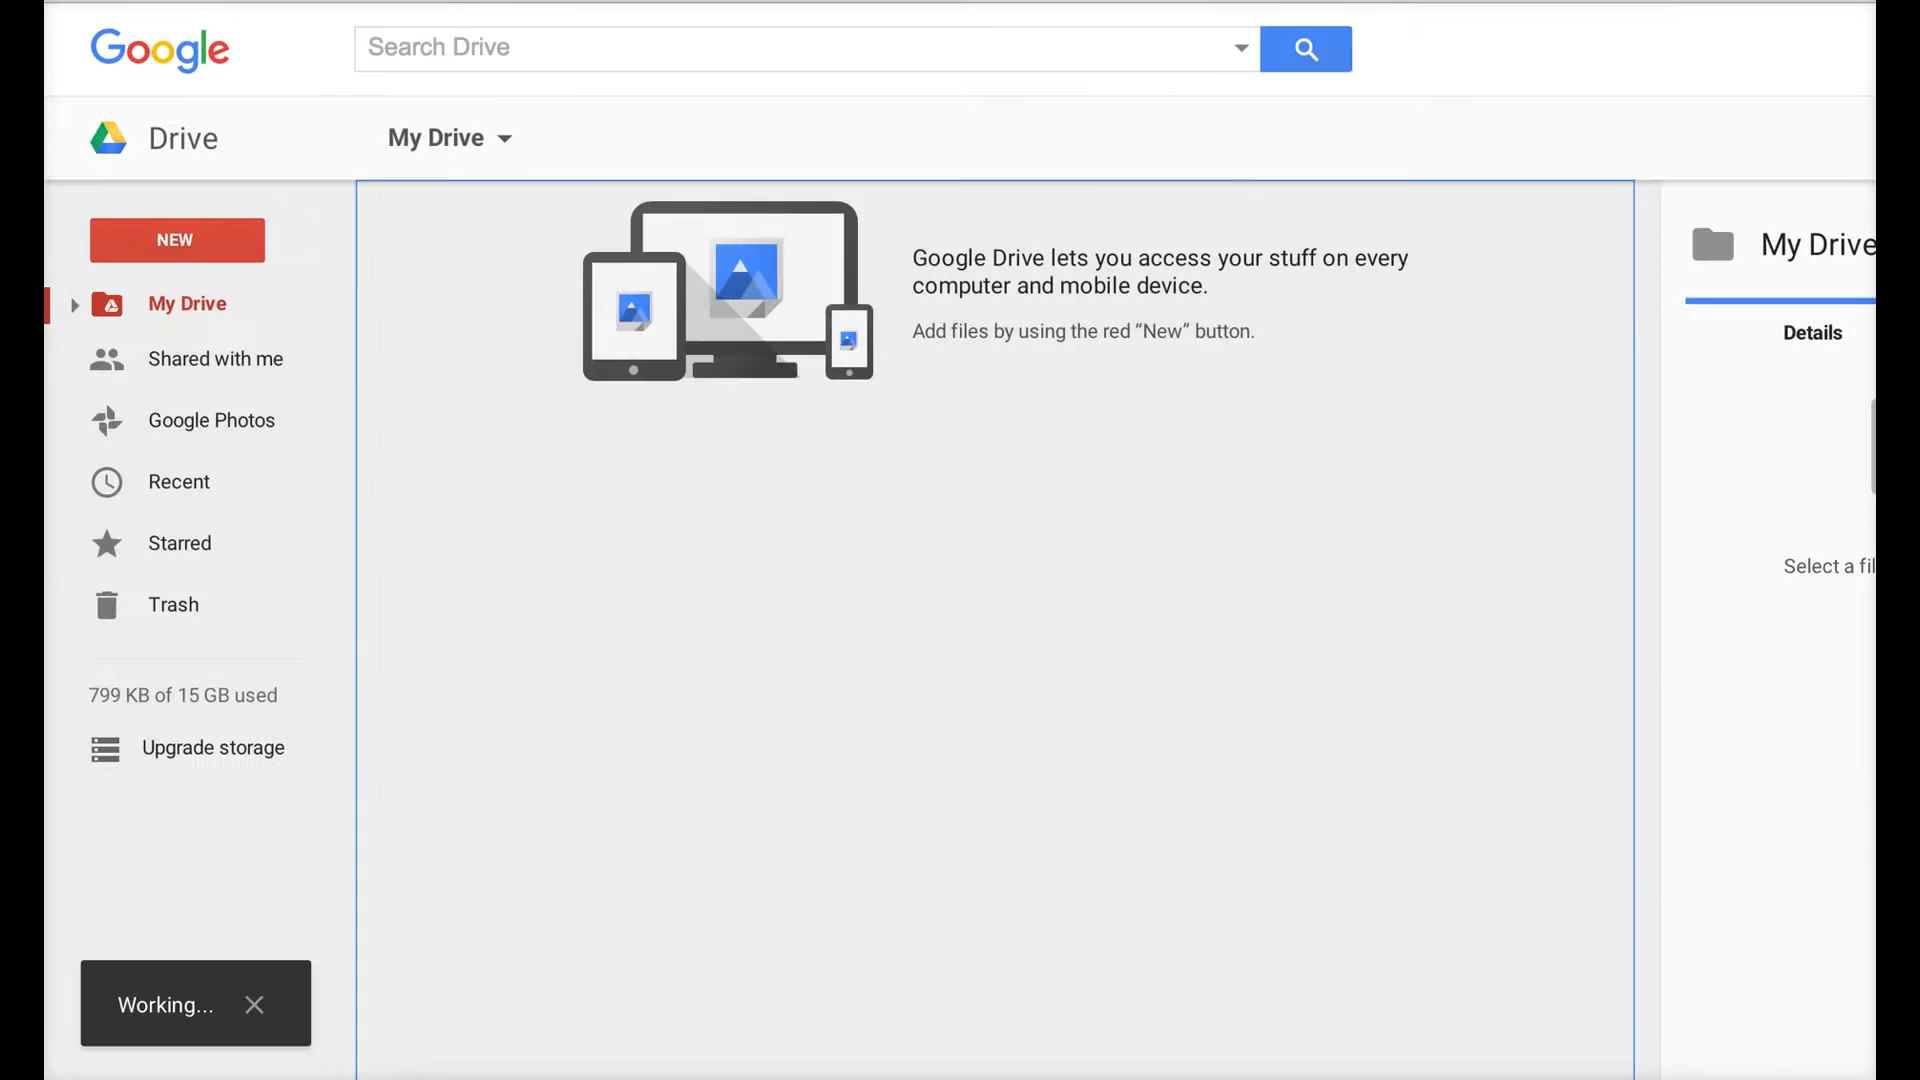 Google
Search Drive
Drive
My Drive
NEW
My Drive
Shared with me
Google Photos
Recent
Starred
Trash
799 KB of 15 GB used
Upgrade storage
Working...
Google Drive lets you access your stuff on every
computer and mobile device.
Add files by using the red “New” button.
My Drive
Details
Select a fil